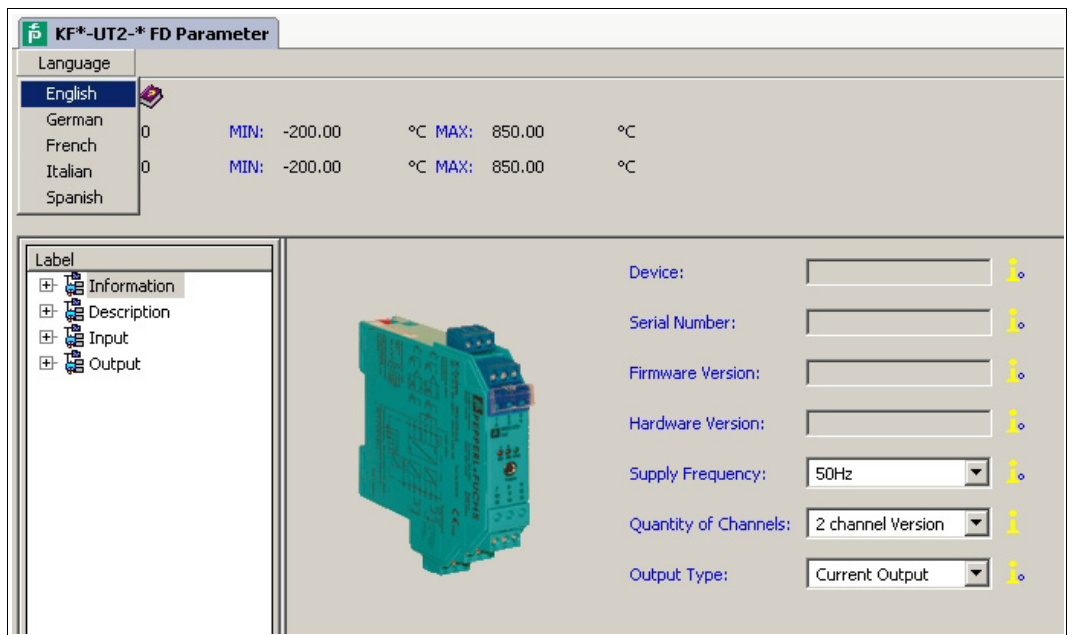 KF*-UT2-* FD Parameter
Language
English
German
French
Italian
Spanish
0 MIN: -200.00 °C MAX: 850.00 °C
0 MIN: -200.00 °C MAX: 850.00 °C
Label
Information
Description
Input
Output
PEPPERL+FUCHS
Device:
Serial Number:
Firmware Version:
Hardware Version:
Supply Frequency: 50Hz
Quantity of Channels: 2 channel Version
Output Type: Current Output